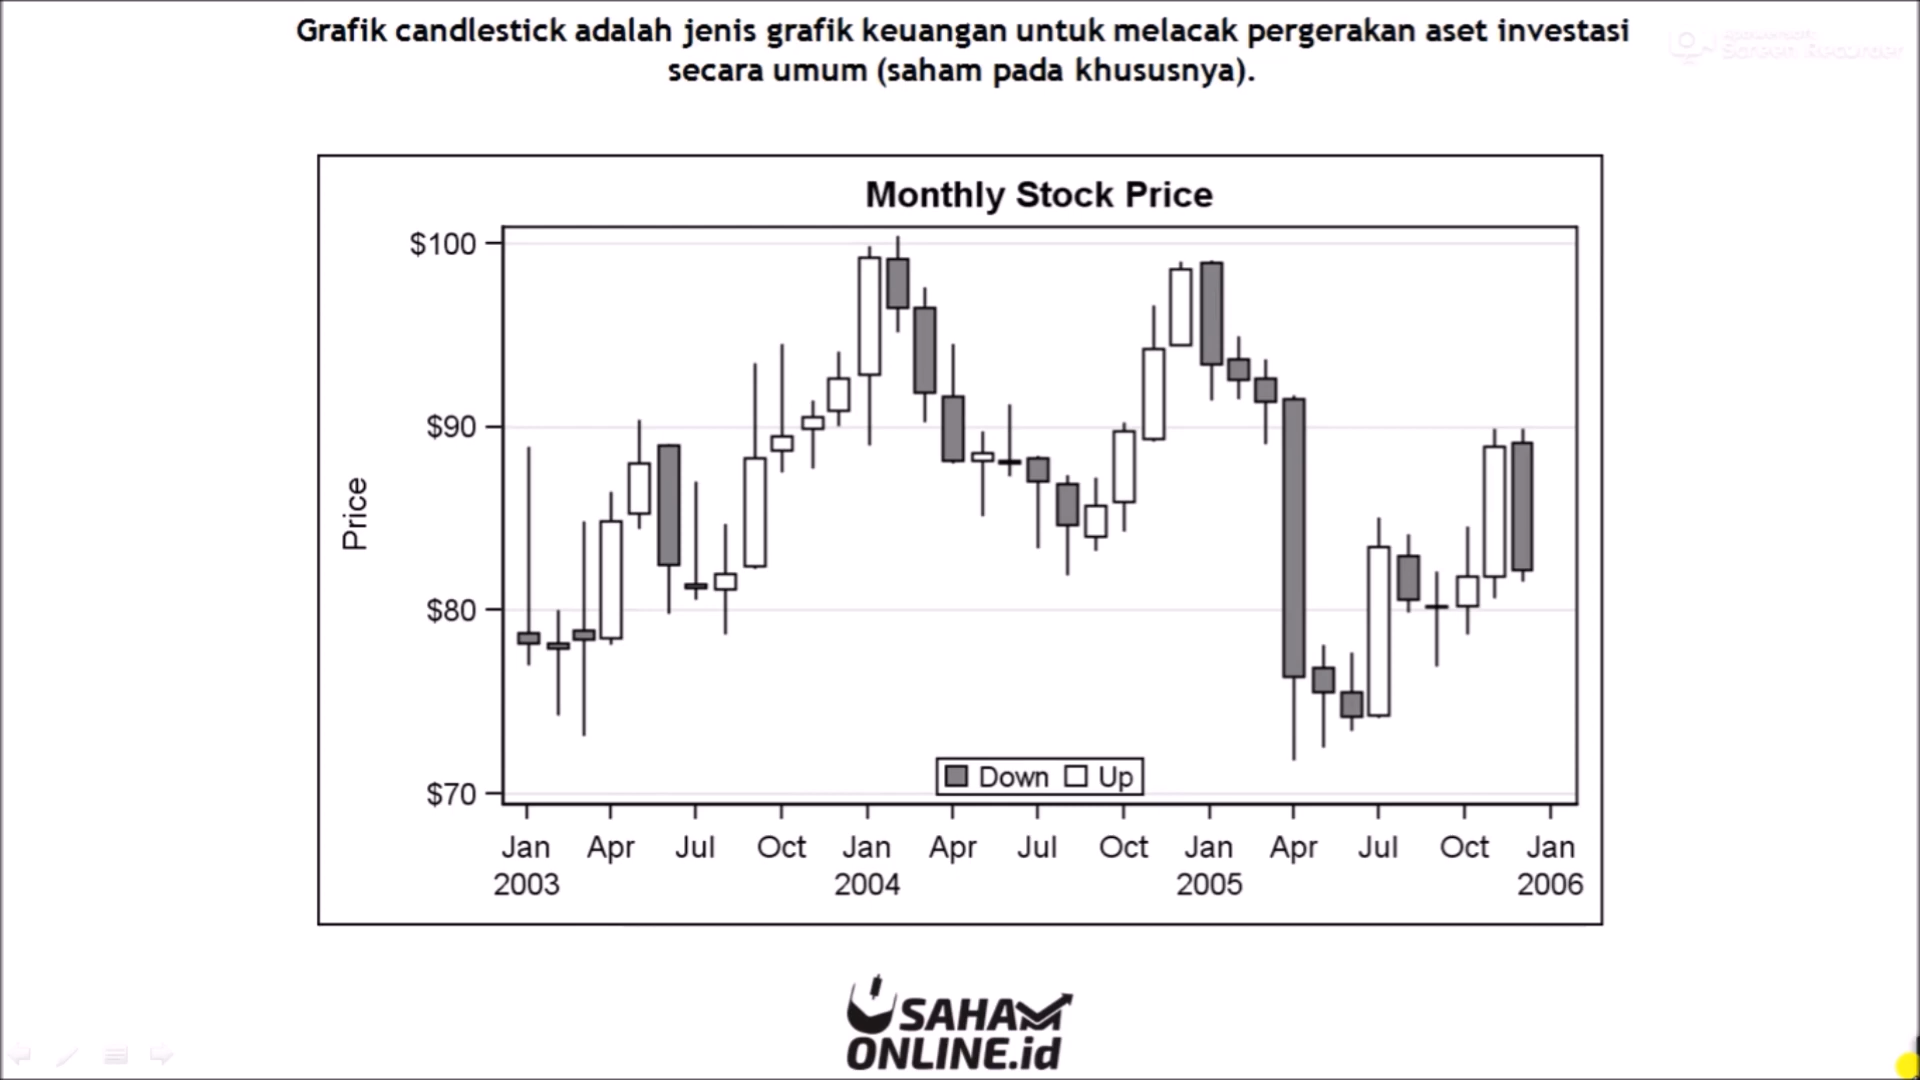 Grafik candlestick adalah jenis grafik keuangan untuk melacak pergerakan aset investasi
secara umum (saham pada khususnya).
Screen Recorder
Monthly Stock Price
$100
$90
$80
$70
Price
Down Up
Jan Apr Jul Oct Jan Apr Jul Oct Jan Apr Jul Oct Jan
2003 2004 2005 2006
SAHAM
ONLINE.id